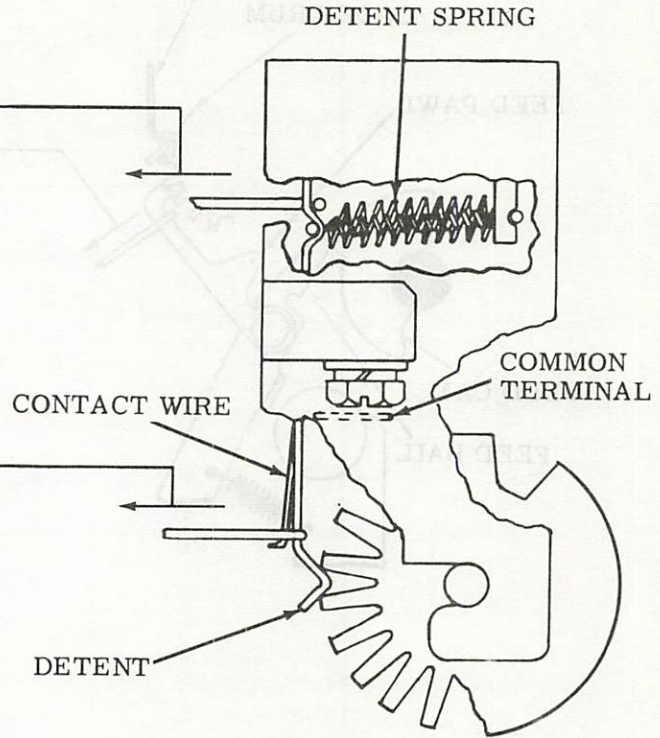 DETENT SPRING
COMMON
TERMINAL
CONTACT WIRE
DETENT